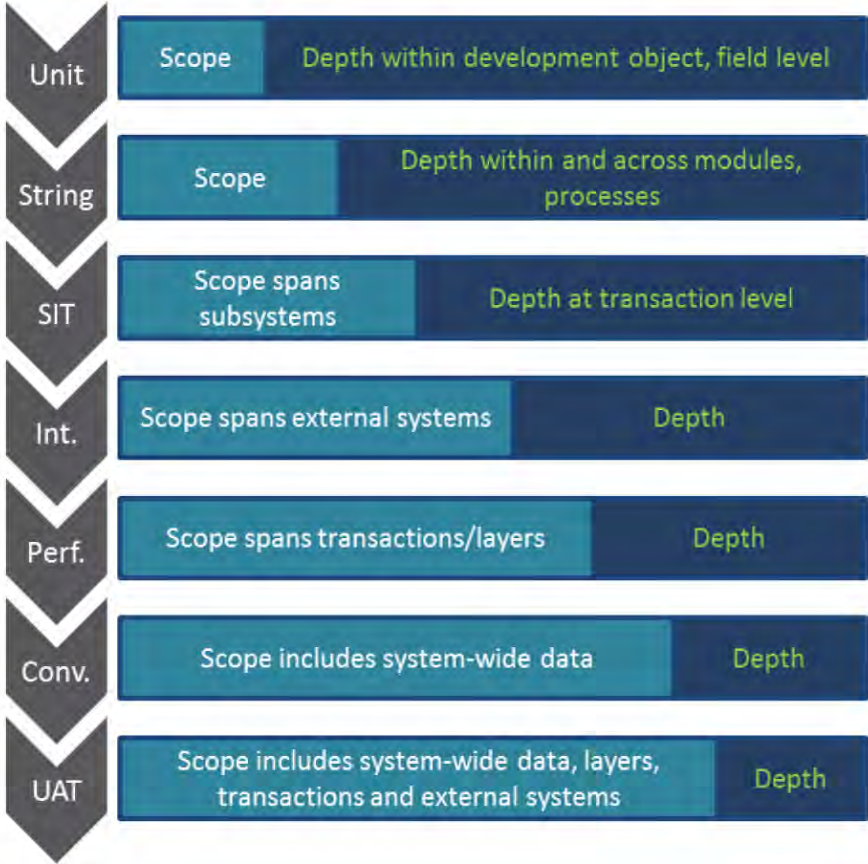 Unit
Scope
Depth within development object, field level
String
Scope
Depth within and across modules,
processes
SIT
Scope spans
subsystems
Depth at transaction level
Int.
Scope spans external systems
Depth
Perf.
Scope spans transactions/layers
Depth
Conv.
Scope includes system-wide data
Depth
UAT
Scope includes system-wide data, layers,
transactions and external systems
Depth